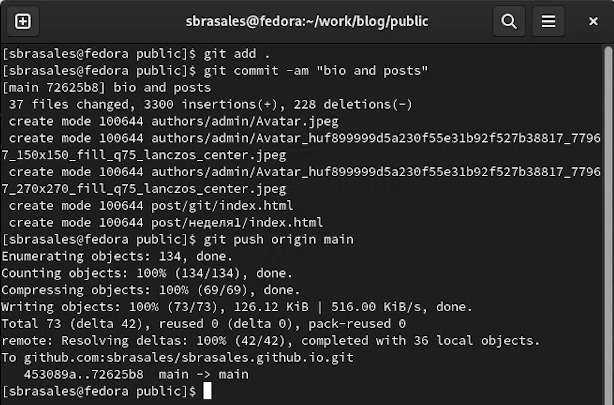 sbrasales@fedora:~/work/blog/public
[sbrasales@fedora public]$ git add .
[sbrasales@fedora public]$ git commit -am "bio and posts"
[main 72625b8] bio and posts
 37 files changed, 3300 insertions(+), 228 deletions(-)
 create mode 100644 authors/admin/Avatar.jpeg
 create mode 100644 authors/admin/Avatar_huf899999d5a230f55e31b92f527b38817_7796
7_150x150_fill_q75_lanczos_center.jpeg
 create mode 100644 authors/admin/Avatar_huf899999d5a230f55e31b92f527b38817_7796
7_270x270_fill_q75_lanczos_center.jpeg
 create mode 100644 post/git/index.html
 create mode 100644 post/неделя1/index.html
[sbrasales@fedora public]$ git push origin main
Enumerating objects: 134, done.
Counting objects: 100% (134/134), done.
Compressing objects: 100% (69/69), done.
Writing objects: 100% (73/73), 126.12 KiB | 516.00 KiB/s, done.
Total 73 (delta 42), reused 0 (delta 0), pack-reused 0
remote: Resolving deltas: 100% (42/42), completed with 36 local objects.
To github.com:sbrasales/sbrasales.github.io.git
   453089a..72625b8  main -> main
[sbrasales@fedora public]$